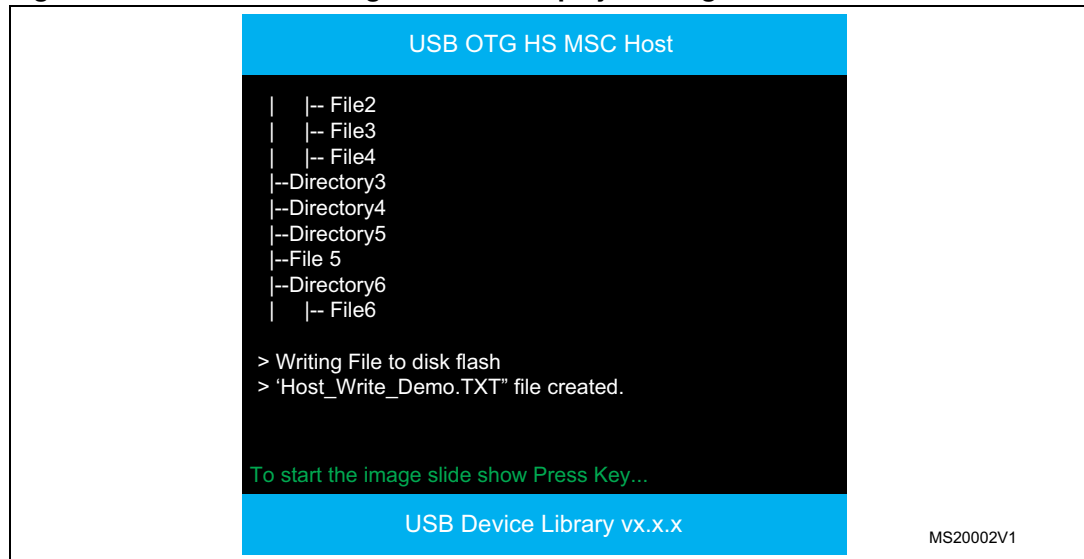 USB OTG HS MSC Host
| |-- File2
| |-- File3
| |-- File4
|--Directory3
|--Directory4
|--Directory5
|--File 5
|--Directory6
| |-- File6
> Writing File to disk flash
> ‘Host_Write_Demo.TXT” file created.
To start the image slide show Press Key...
USB Device Library vx.x.x
MS20002V1